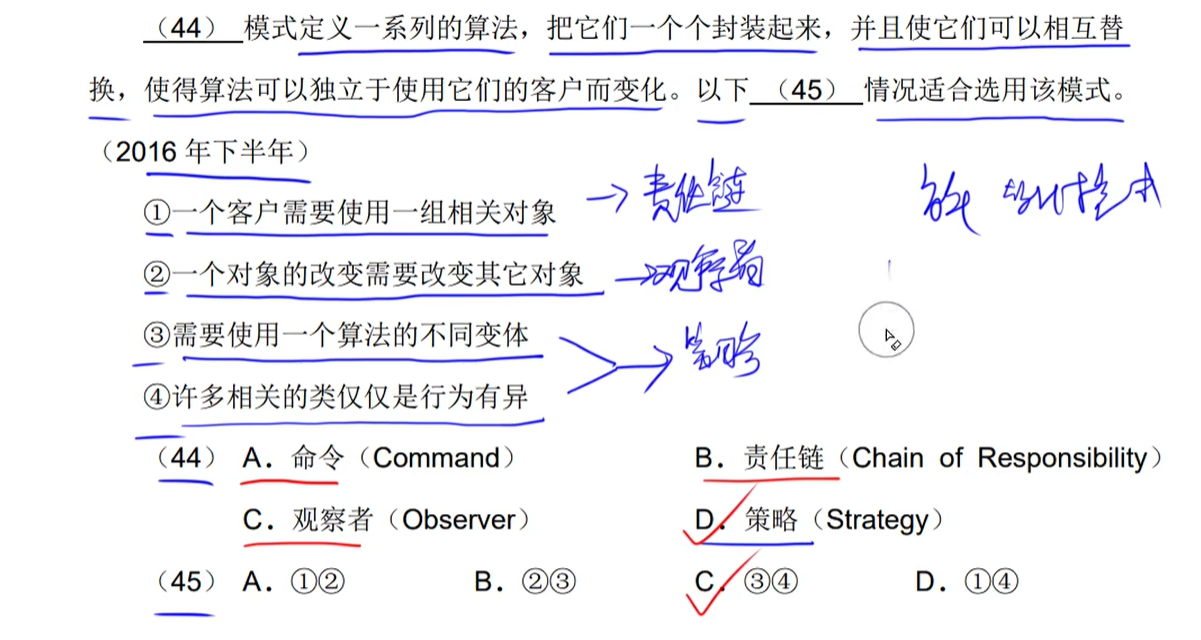 （44） 模式定义一系列的算法，把它们一个个封装起来，并且使它们可以相互替
换，使得算法可以独立于使用它们的客户而变化。以下 （45） 情况适合选用该模式。
（2016 年下半年）
①一个客户需要使用一组相关对象 → 责任链
②一个对象的改变需要改变其它对象 → 观察者
③需要使用一个算法的不同变体
④许多相关的类仅仅是行为有异 → 策略
（44） A．命令（Command） B．责任链（Chain of Responsibility）
C．观察者（Observer） D．策略（Strategy）
（45） A．①② B．②③ C．③④ D．①④